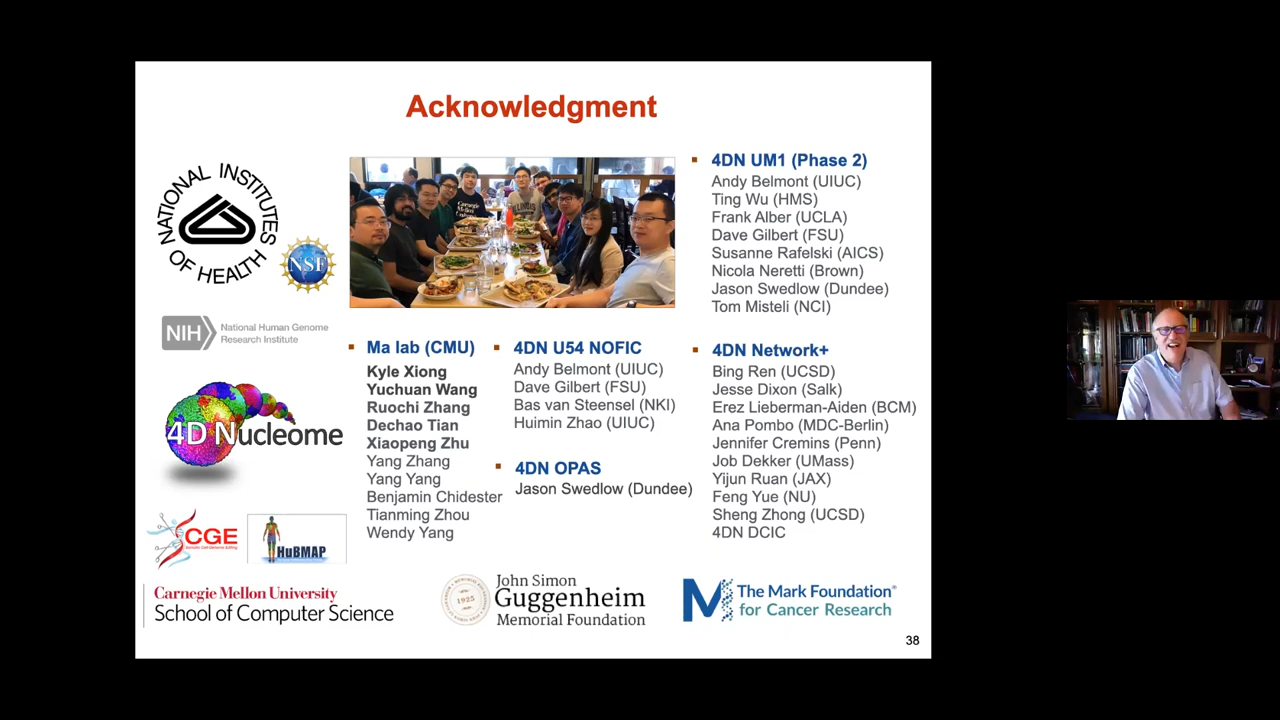 Acknowledgment
NATIONAL INSTITUTES
OF HEALTH
NSF
NIH
National Human Genome
Research Institute
4D Nucleome
SCGE
HuBMAP
Carnegie Mellon University
School of Computer Science
Ma lab (CMU)
Kyle Xiong
Yuchuan Wang
Ruochi Zhang
Dechao Tian
Xiaopeng Zhu
Yang Zhang
Yang Yang
Benjamin Chidester
Tianming Zhou
Wendy Yang
4DN U54 NOFIC
Andy Belmont (UIUC)
Dave Gilbert (FSU)
Bas van Steensel (NKI)
Huimin Zhao (UIUC)
4DN OPAS
Jason Swedlow (Dundee)
4DN UM1 (Phase 2)
Andy Belmont (UIUC)
Ting Wu (HMS)
Frank Alber (UCLA)
Dave Gilbert (FSU)
Susanne Rafelski (AICS)
Nicola Neretti (Brown)
Jason Swedlow (Dundee)
Tom Misteli (NCI)
4DN Network+
Bing Ren (UCSD)
Jesse Dixon (Salk)
Erez Lieberman-Aiden (BCM)
Ana Pombo (MDC-Berlin)
Jennifer Cremins (Penn)
Job Dekker (UMass)
Yijun Ruan (JAX)
Feng Yue (NU)
Sheng Zhong (UCSD)
4DN DCIC
1925
John Simon
Guggenheim
Memorial Foundation
The Mark Foundation®
for Cancer Research
38